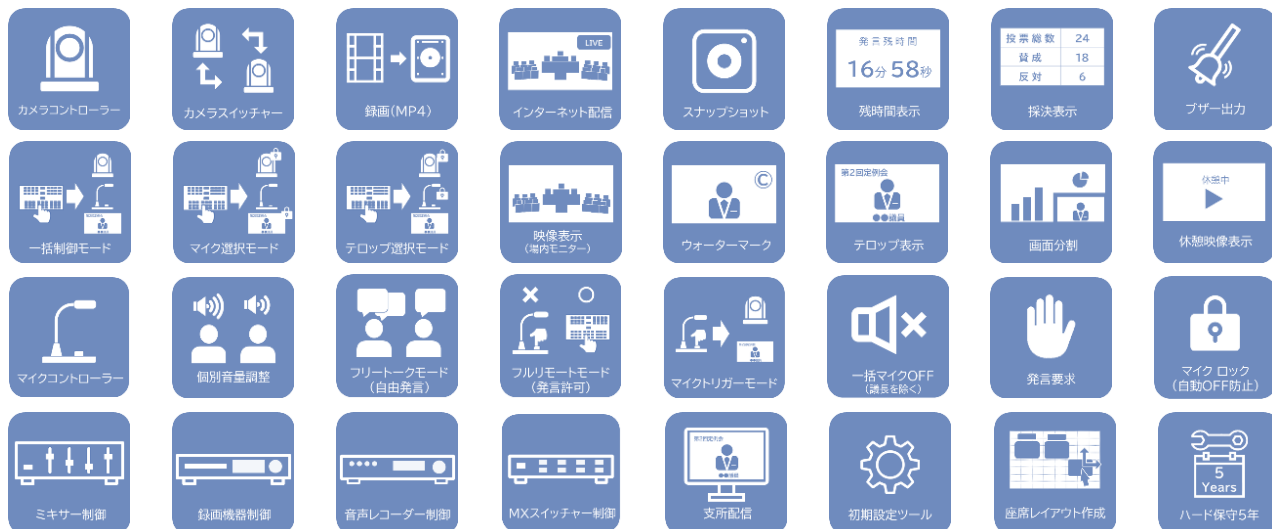 カメラコントローラー
カメラスイッチャー
録画(MP4)
LIVE
インターネット配信
スナップショット
発言残時間
16分58秒
残時間表示
投票総数 24
賛成 18
反対 6
採決表示
ブザー出力
一括制御モード
マイク選択モード
テロップ選択モード
映像表示
(場内モニター)
©
ウォーターマーク
第2回定例会
●●議員
テロップ表示
画面分割
休憩中
休憩映像表示
マイクコントローラー
個別音量調整
フリートークモード
(自由発言)
フルリモートモード
(発言許可)
マイクトリガーモード
一括マイクOFF
(議長を除く)
発言要求
マイク ロック
(自動OFF防止)
ミキサー制御
録画機器制御
音声レコーダー制御
MXスイッチャー制御
第2回定例会
●●議員
支所配信
初期設定ツール
座席レイアウト作成
5
Years
ハード保守5年